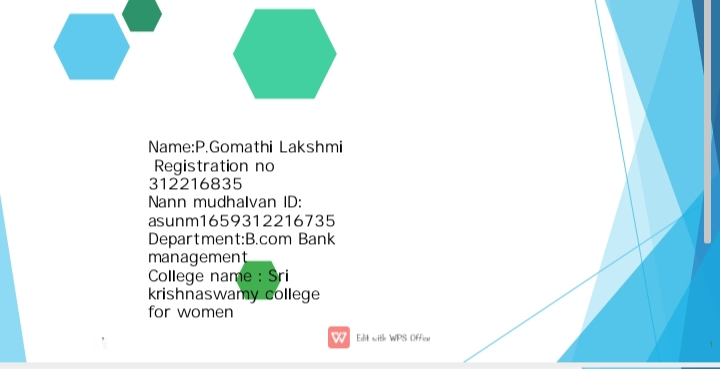 Name:P.Gomathi Lakshmi
Registration no
312216835
Nann mudhalvan ID:
asunm1659312216735
Department:B.com Bank
management
College name : Sri
krishnaswamy college
for women
Edit with WPS Office